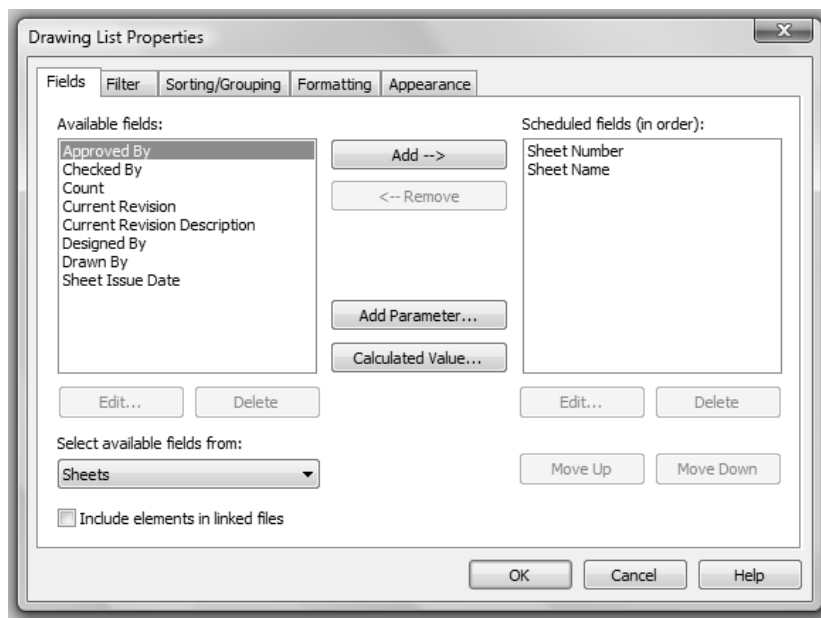 Drawing List Properties
Fields Filter Sorting/Grouping Formatting Appearance
Available fields:
Approved By
Checked By
Count
Current Revision
Current Revision Description
Designed By
Drawn By
Sheet Issue Date
Add -->
<-- Remove
Add Parameter...
Calculated Value...
Scheduled fields (in order):
Sheet Number
Sheet Name
Edit... Delete
Edit... Delete
Select available fields from:
Sheets
Move Up Move Down
Include elements in linked files
OK Cancel Help